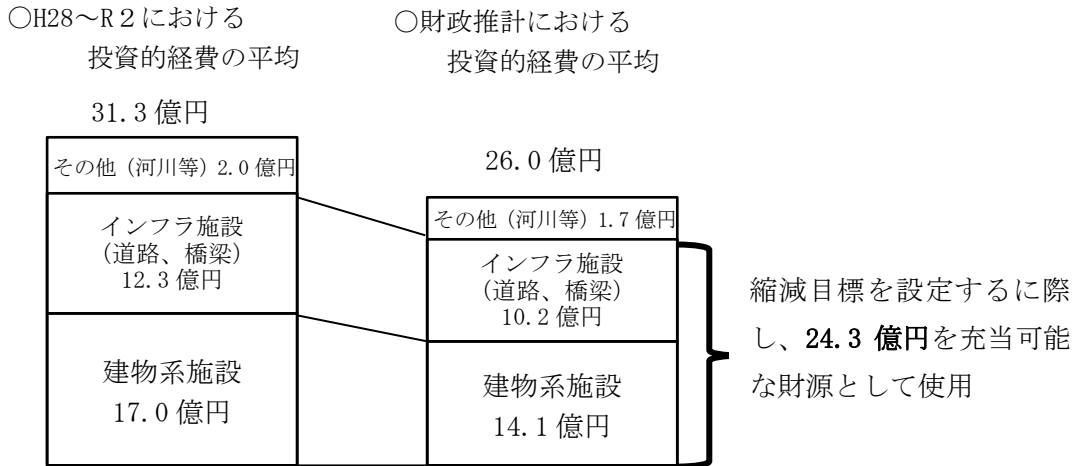 ○H28～R２における
投資的経費の平均
31.3億円
その他（河川等）2.0億円
インフラ施設
（道路、橋梁）
12.3億円
建物系施設
17.0億円
○財政推計における
投資的経費の平均
26.0億円
その他（河川等）1.7億円
インフラ施設
（道路、橋梁）
10.2億円
建物系施設
14.1億円
縮減目標を設定するに際
し、24.3 億円を充当可能
な財源として使用